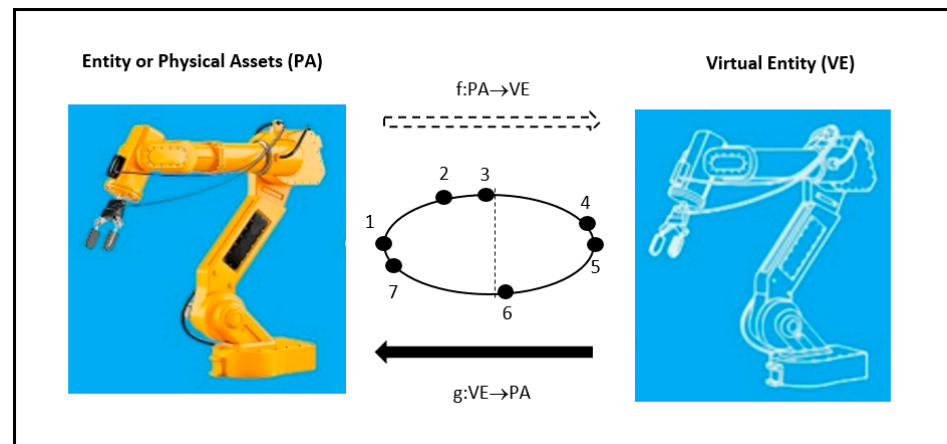 Entity or Physical Assets (PA)
Virtual Entity (VE)
f:PA→VE
2
3
1
4
5
7
6
g:VE→PA